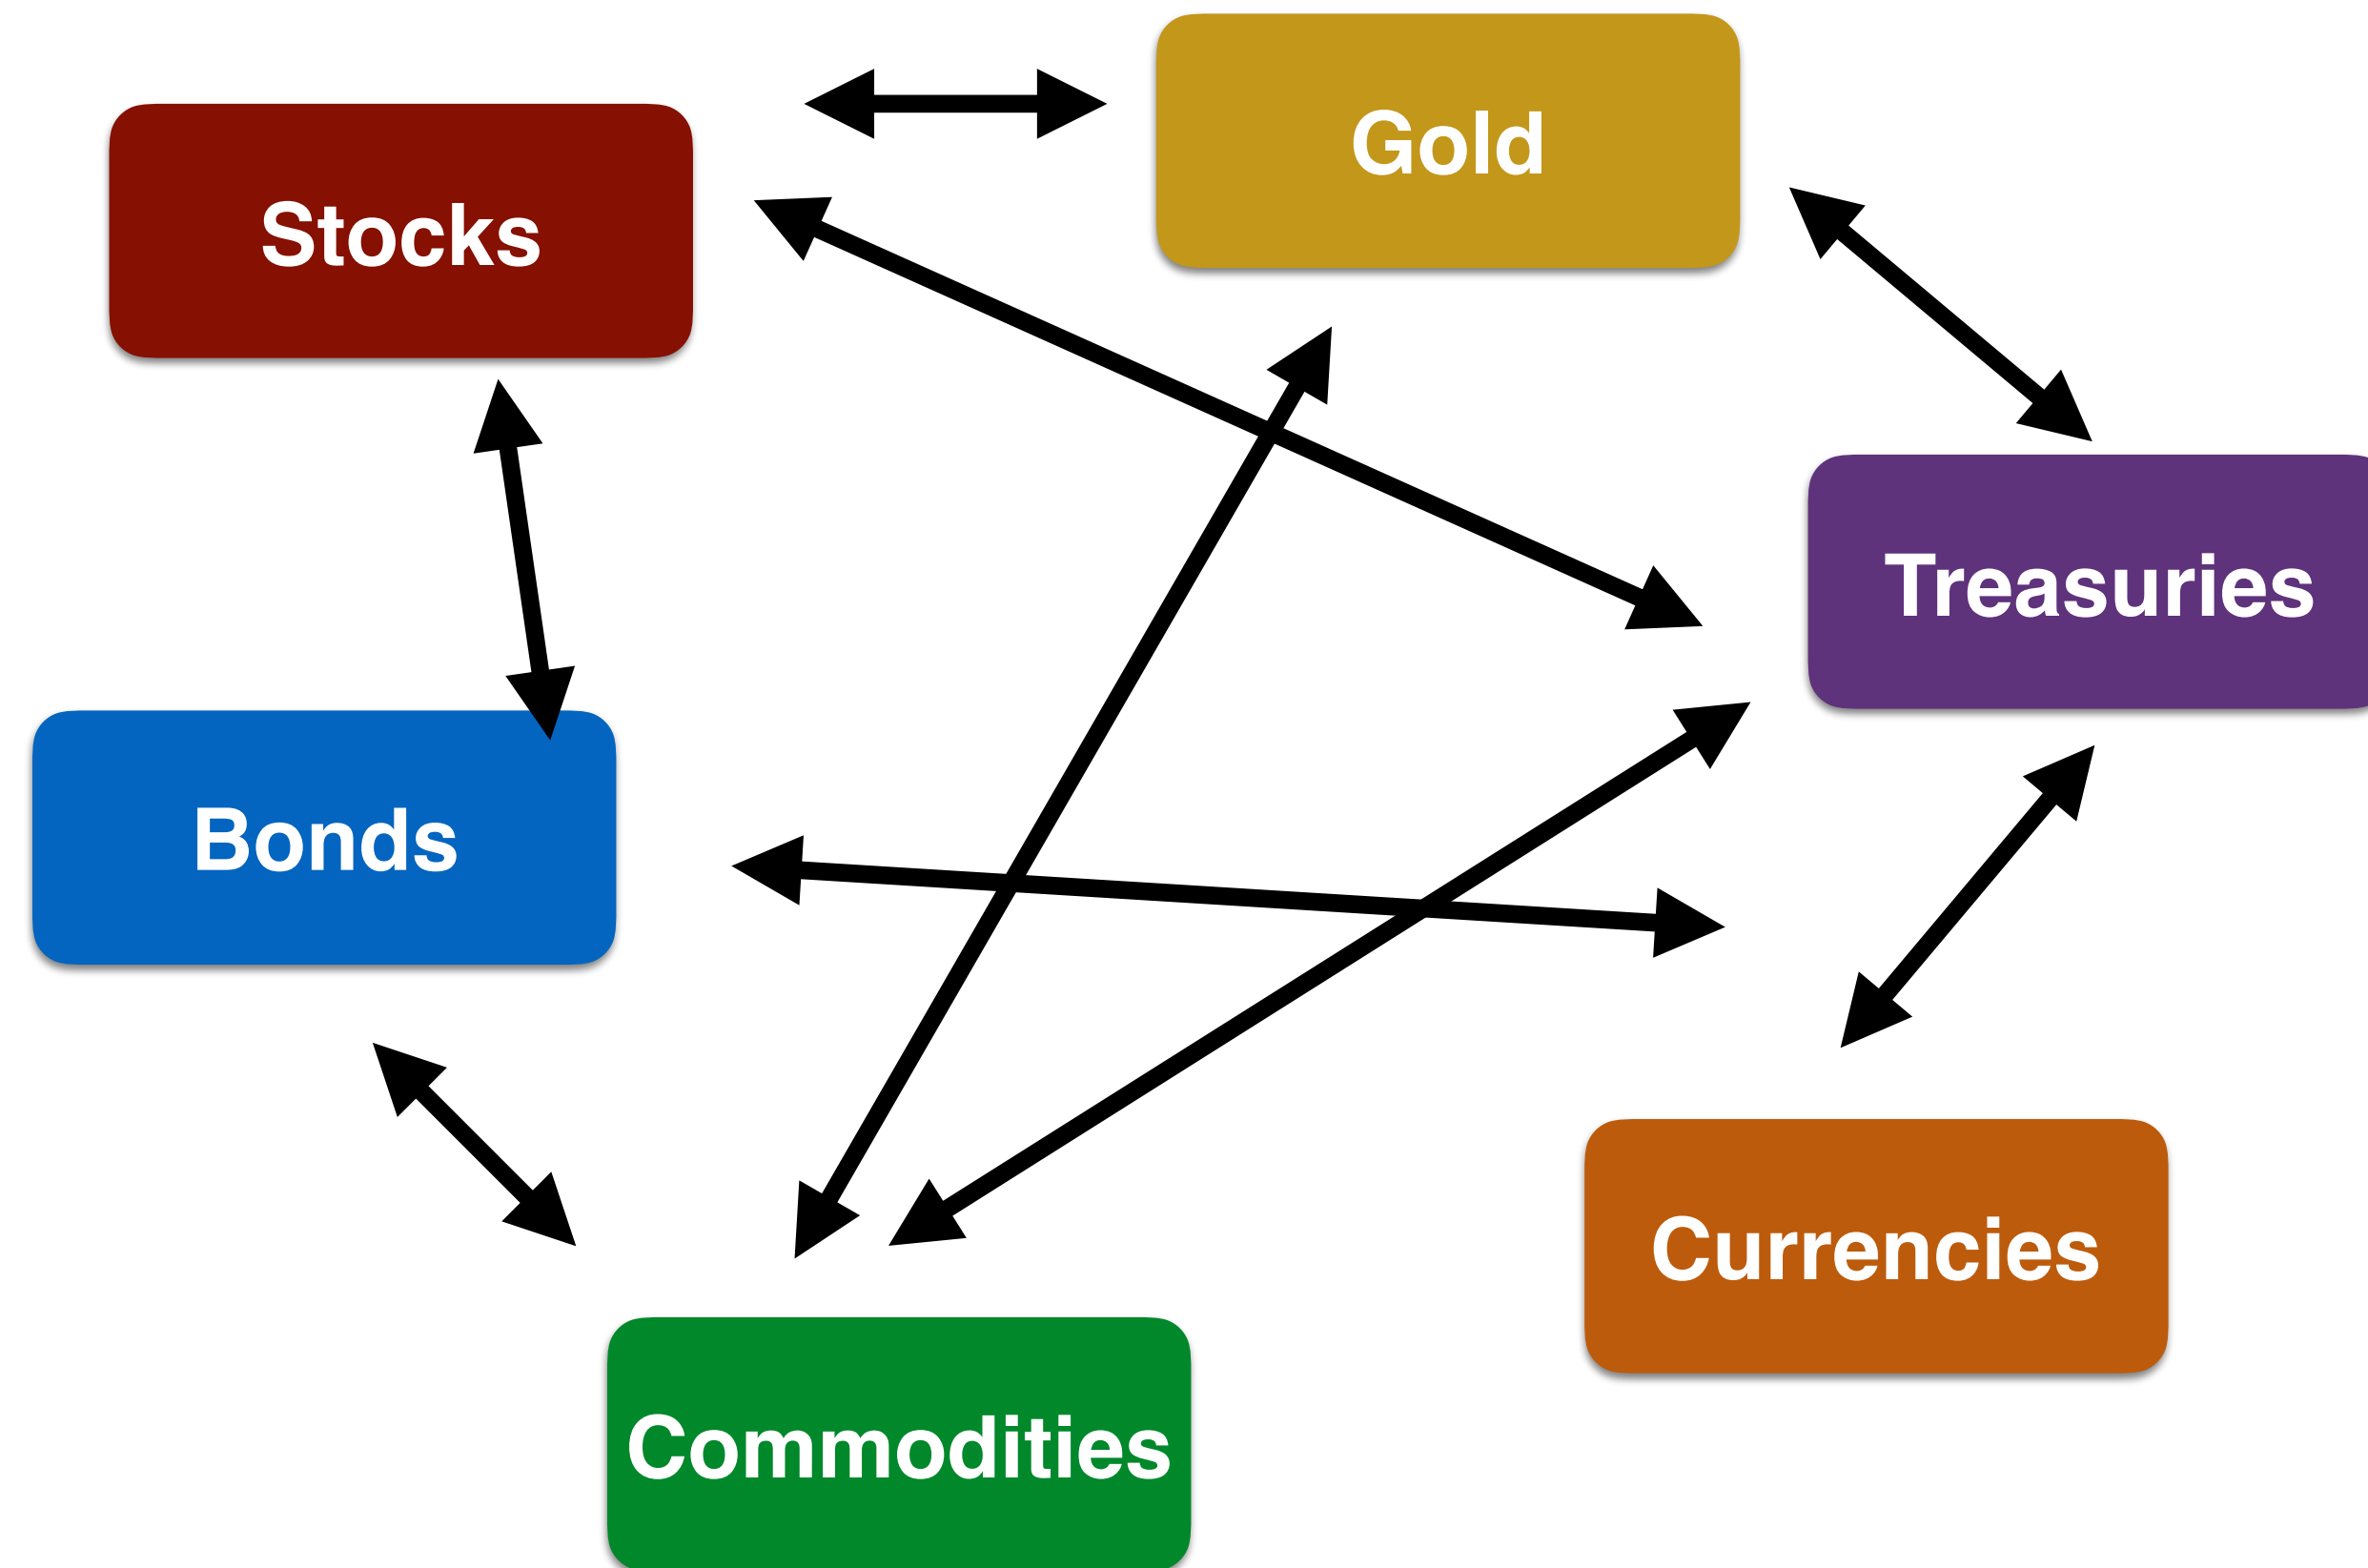 Gold
Stocks
Treasuries
Bonds
Currencies
Commodities